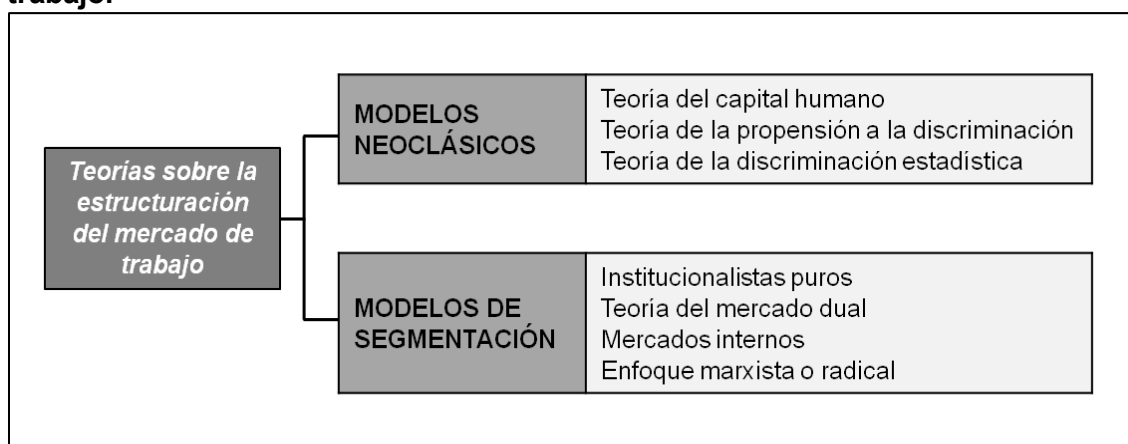 trabajo.
Teorías sobre la
estructuración
del mercado de
trabajo
MODELOS
NEOCLÁSICOS
Teoría del capital humano
Teoría de la propensión a la discriminación
Teoría de la discriminación estadística
MODELOS DE
SEGMENTACIÓN
Institucionalistas puros
Teoría del mercado dual
Mercados internos
Enfoque marxista o radical